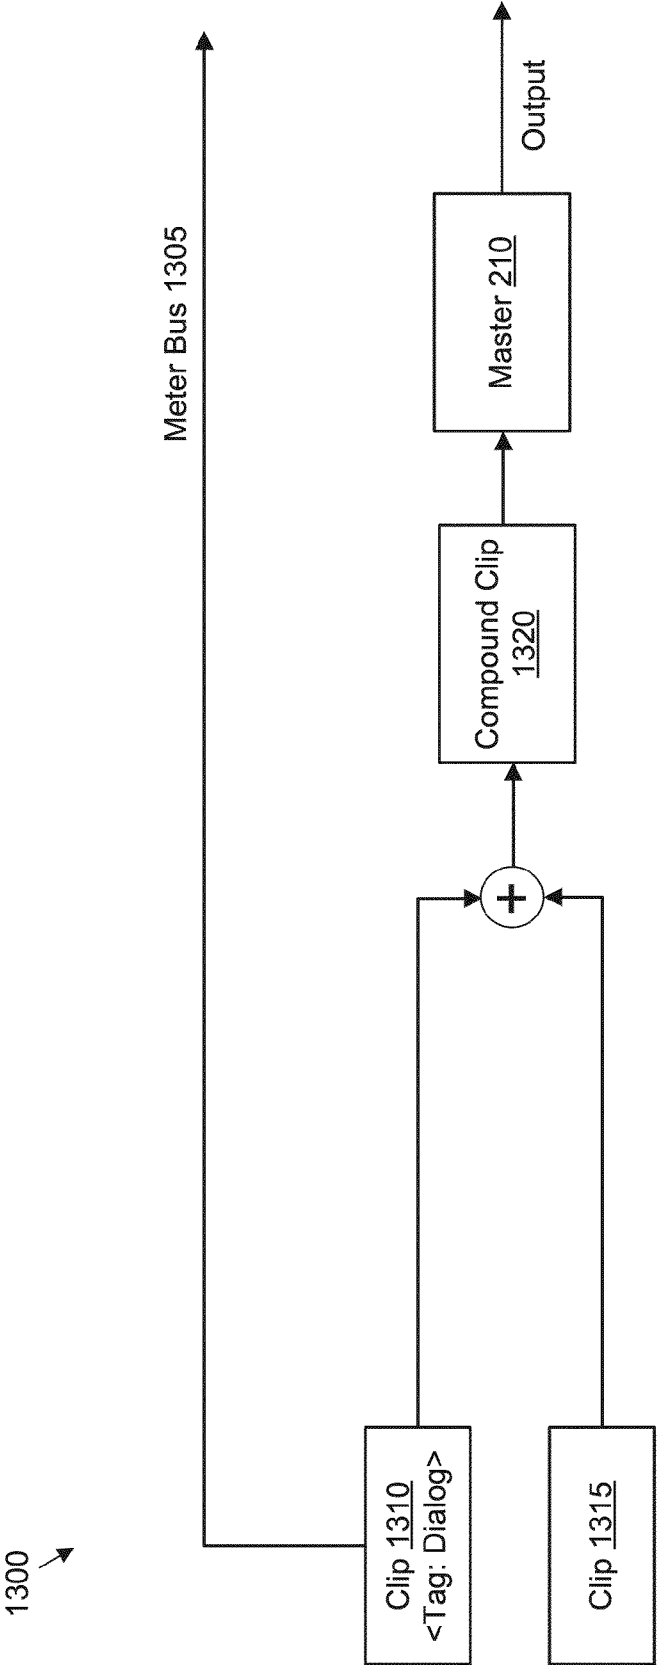 1300
Meter Bus 1305
Clip 1310
<Tag: Dialog>
Clip 1315
+
Compound Clip
1320
Master 210
Output